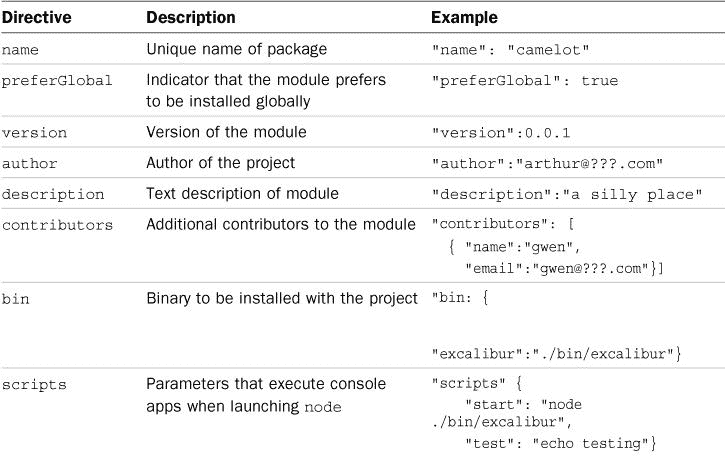 Directive Description Example
name Unique name of package "name": "camelot"
preferGlobal Indicator that the module prefers "preferGlobal": true
to be installed globally
version Version of the module "version":0.0.1
author Author of the project "author":"arthur@???.com"
description Text description of module "description":"a silly place"
contributors Additional contributors to the module "contributors": [
{ "name":"gwen",
"email":"gwen@???.com"}]
bin Binary to be installed with the project "bin: {
"excalibur":"./bin/excalibur"}
scripts Parameters that execute console "scripts" {
apps when launching node "start": "node
./bin/excalibur",
"test": "echo testing"}